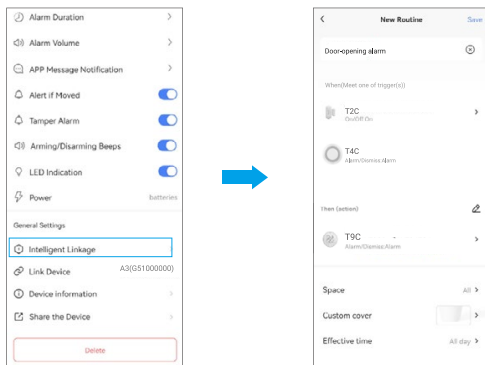 Alarm Duration
Alarm Volume
APP Message Notification
Alert if Moved
Tamper Alarm
Arming/Disarming Beeps
LED Indication
Power batteries
General Settings
Intelligent Linkage
Link Device A3(G51000000)
Device information
Share the Device
Delete
New Routine Save
Door-opening alarm
When(Meet one of trigger(s))
T2C
On/Off:On
T4C
Alarm/Dismiss:Alarm
Then (action)
T9C -
Alarm/Dismiss:Alarm
Space All
Custom cover
Effective time All day